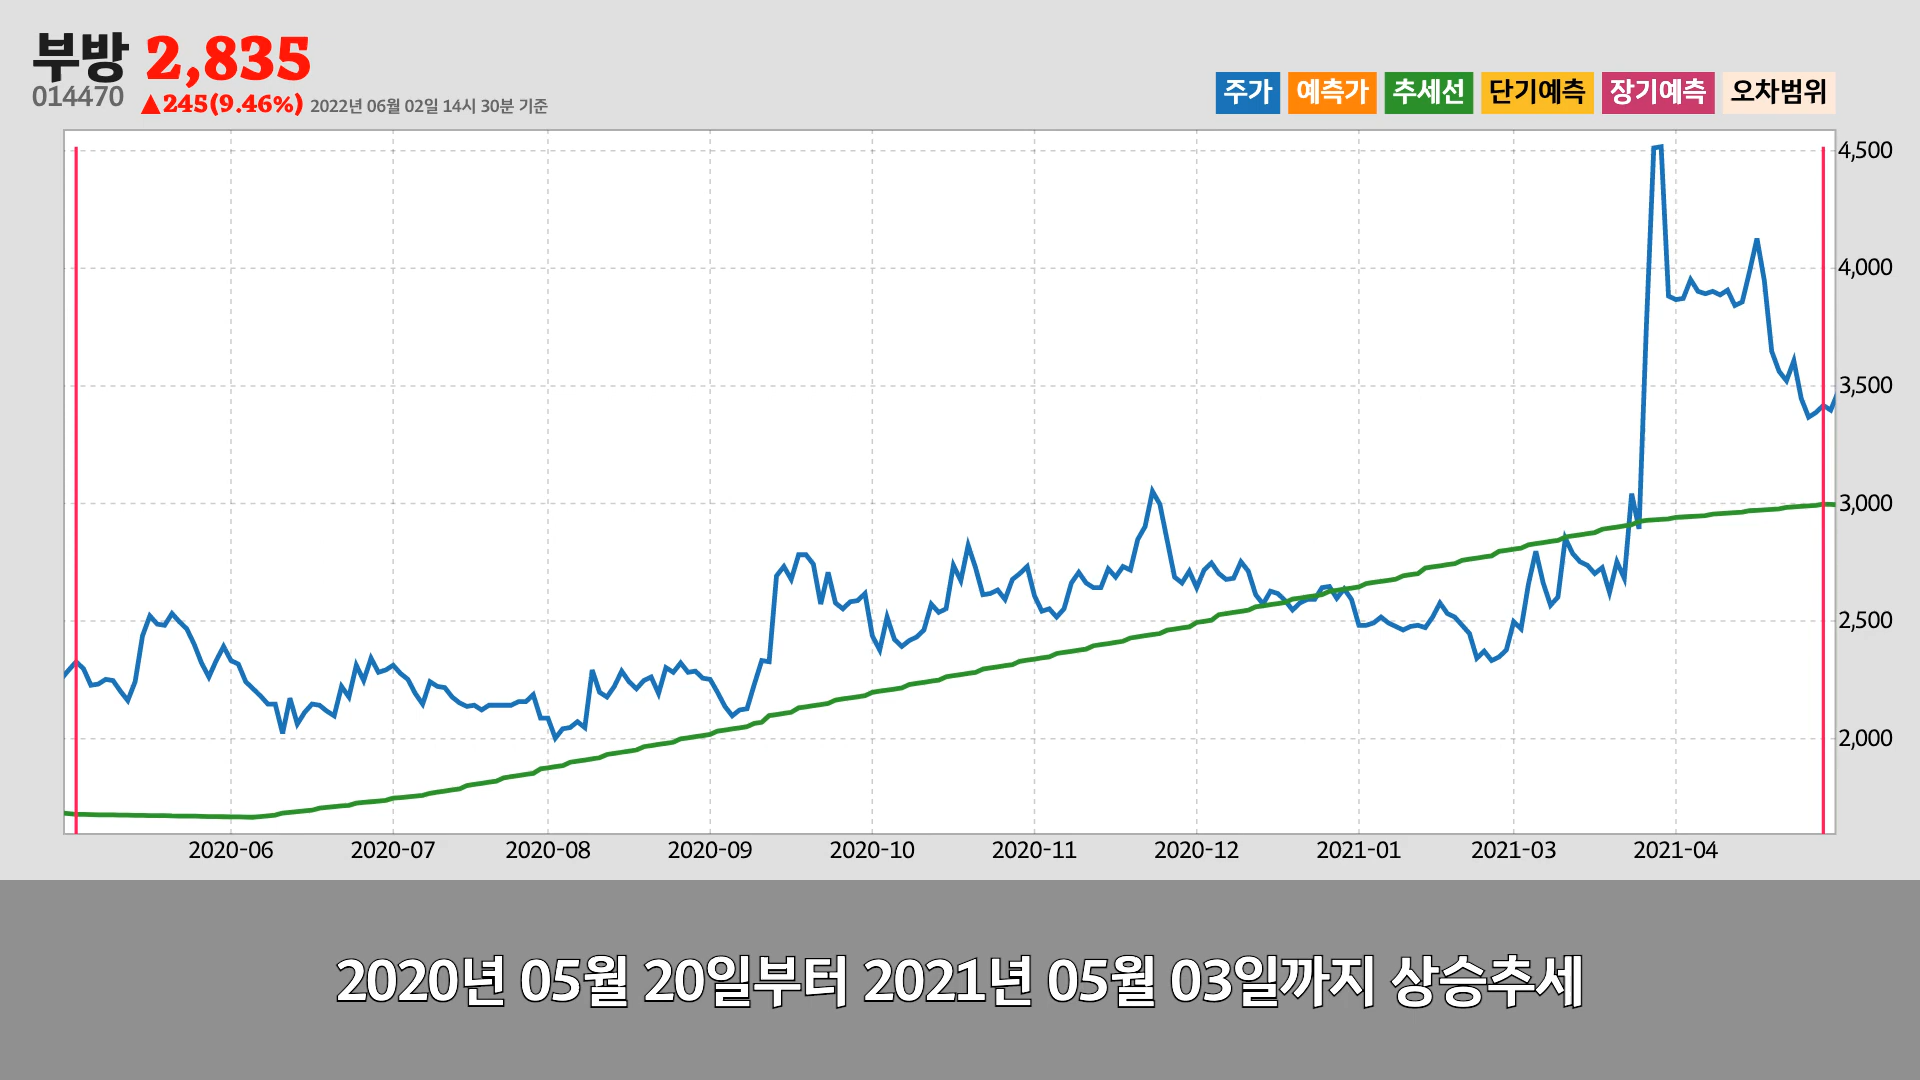 부방 2,835
014470 ▲245(9.46%) 2022년 06월 02일 14시 30분 기준
주가 예측가 추세선 단기예측 장기예측 오차범위
4,500
4,000
3,500
3,000
2,500
2,000
2020-06 2020-07 2020-08 2020-09 2020-10 2020-11 2020-12 2021-01 2021-03 2021-04
2020년 05월 20일부터 2021년 05월 03일까지 상승추세